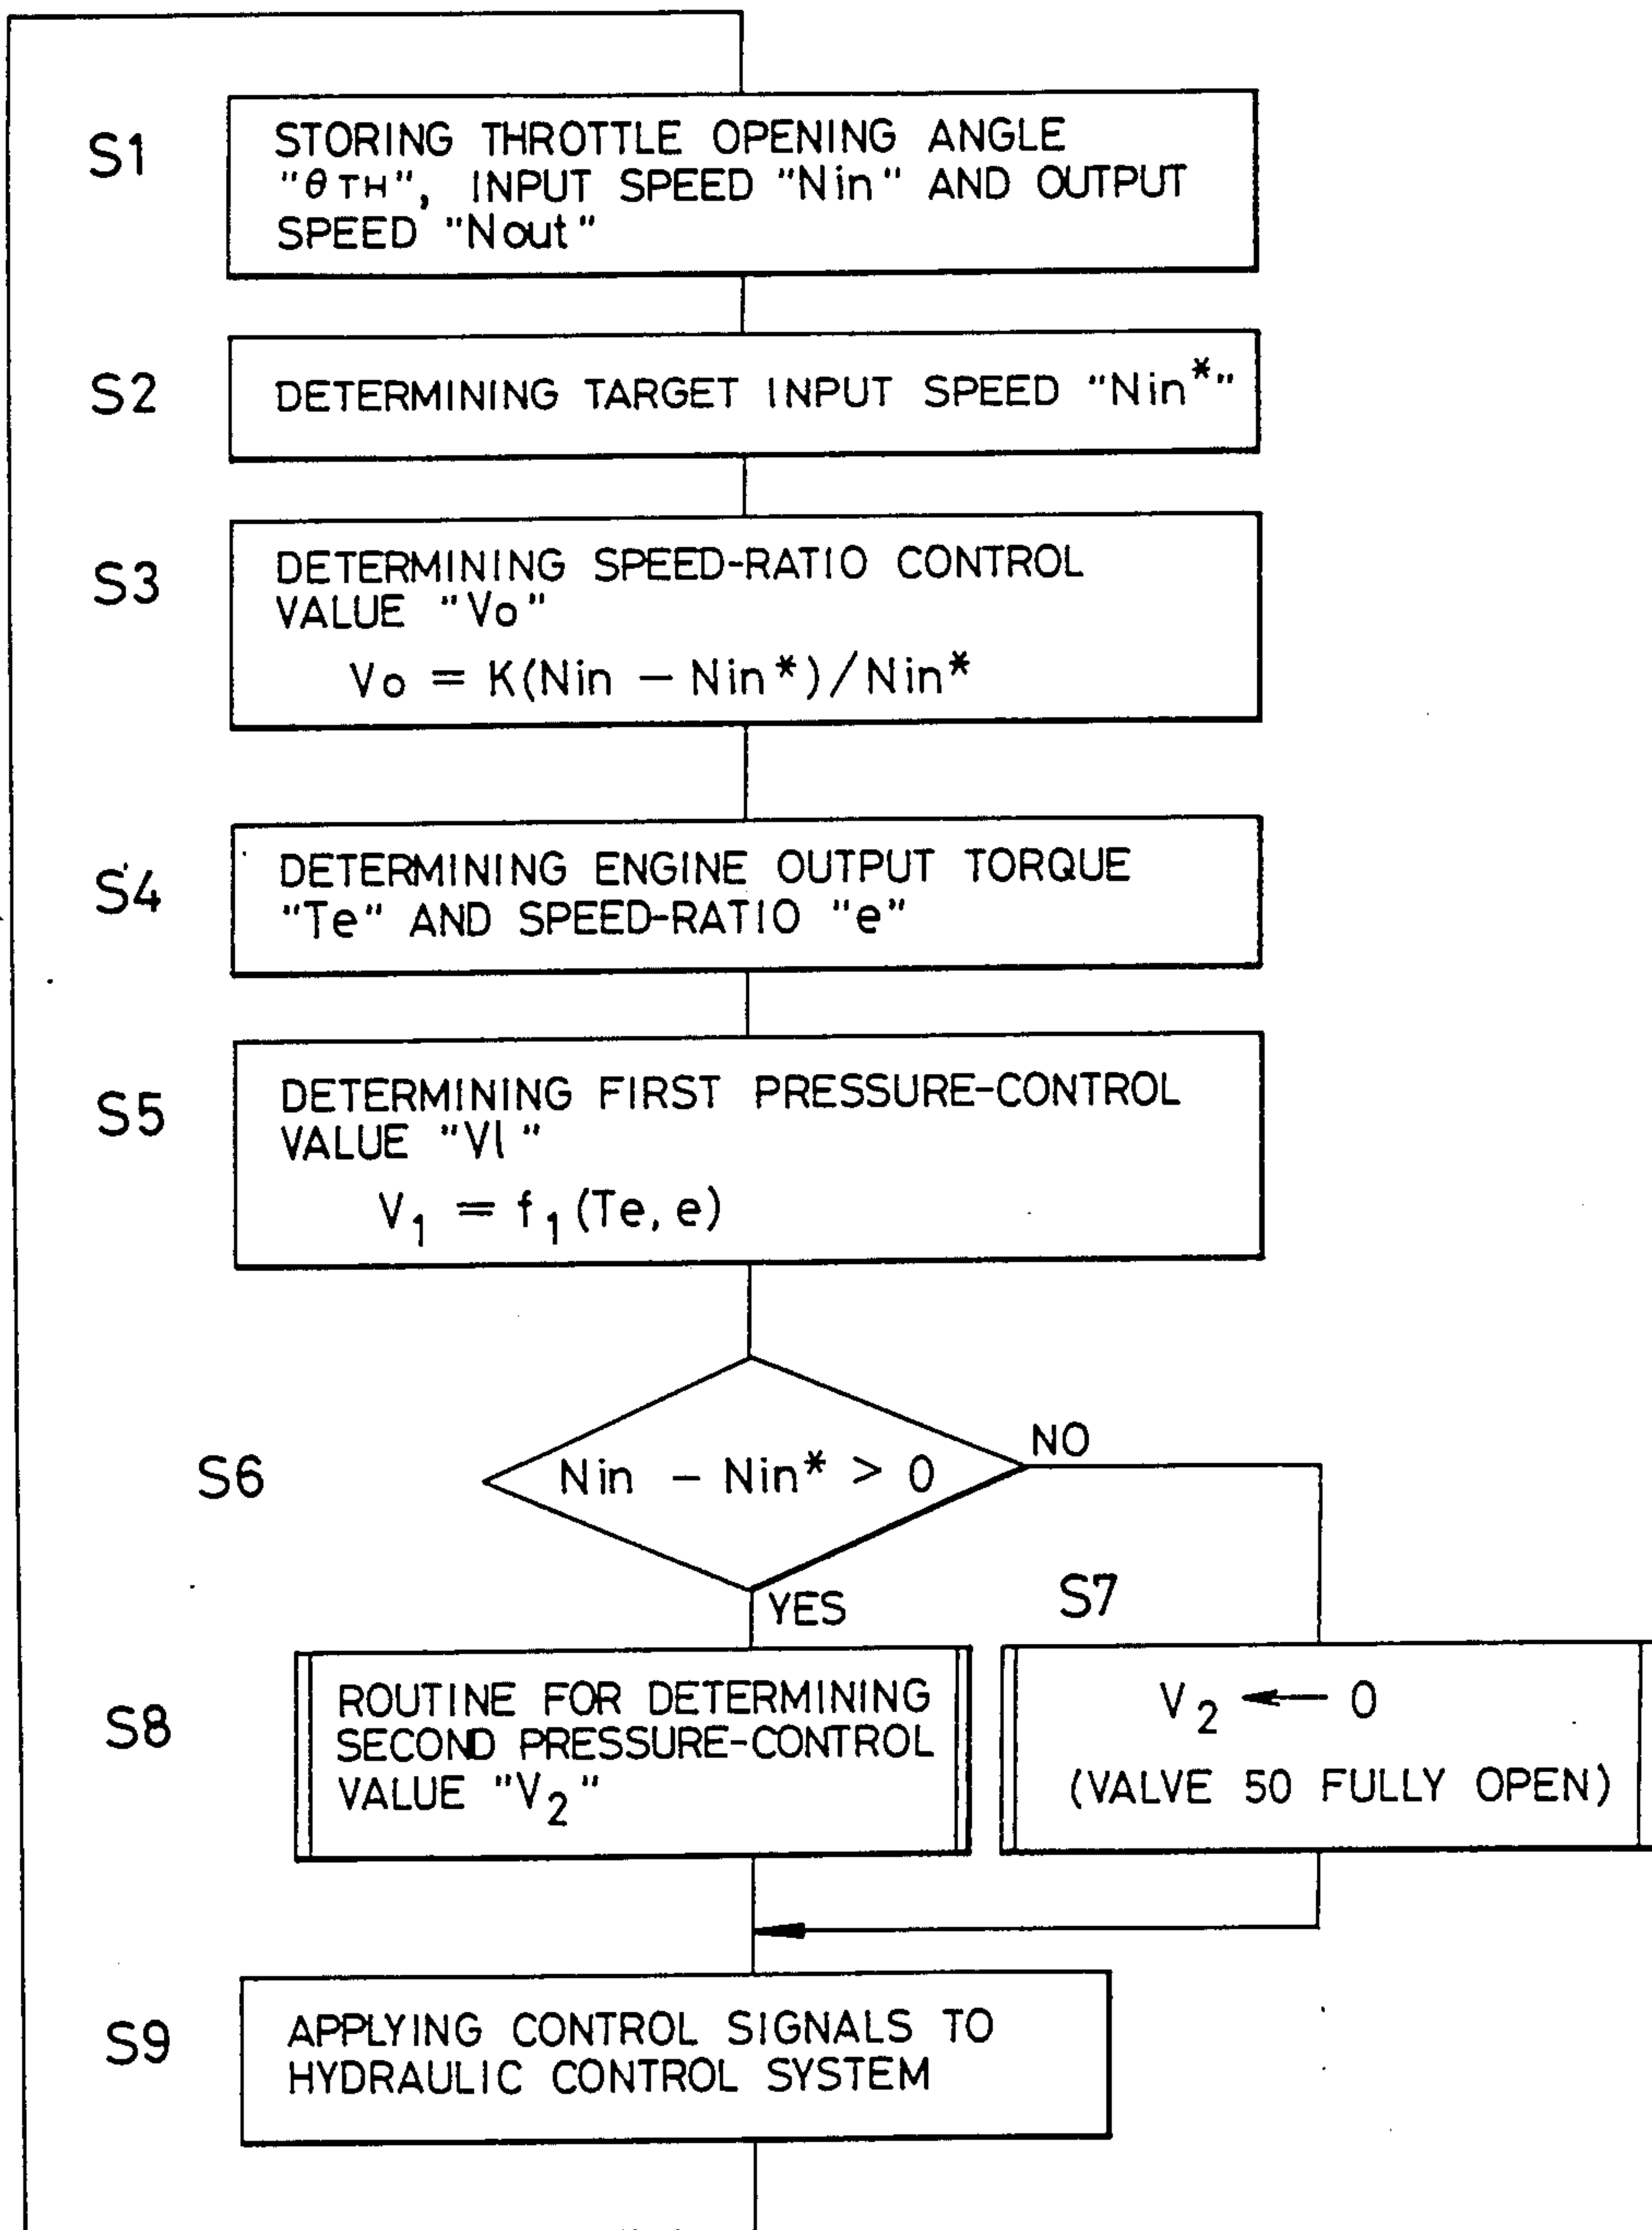 S1
STORING THROTTLE OPENING ANGLE
"θTH", INPUT SPEED "Nin" AND OUTPUT
SPEED "Nout"
S2
DETERMINING TARGET INPUT SPEED "Nin*"
S3
DETERMINING SPEED-RATIO CONTROL
VALUE "Vo"
Vo = K(Nin − Nin*)/Nin*
S4
DETERMINING ENGINE OUTPUT TORQUE
"Te" AND SPEED-RATIO "e"
S5
DETERMINING FIRST PRESSURE-CONTROL
VALUE "V1"
V1 = f1(Te, e)
S6
Nin − Nin* > 0
NO
YES
S7
V2 ← 0
(VALVE 50 FULLY OPEN)
S8
ROUTINE FOR DETERMINING
SECOND PRESSURE-CONTROL
VALUE "V2"
S9
APPLYING CONTROL SIGNALS TO
HYDRAULIC CONTROL SYSTEM